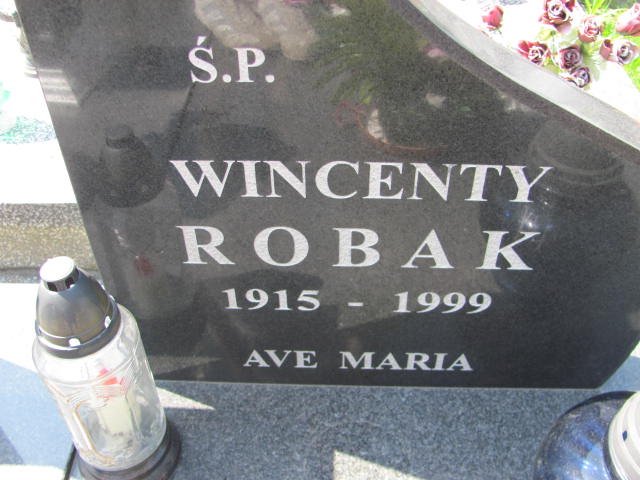 Ś.P.
WINCENTY
ROBAK
1915 - 1999
AVE MARIA